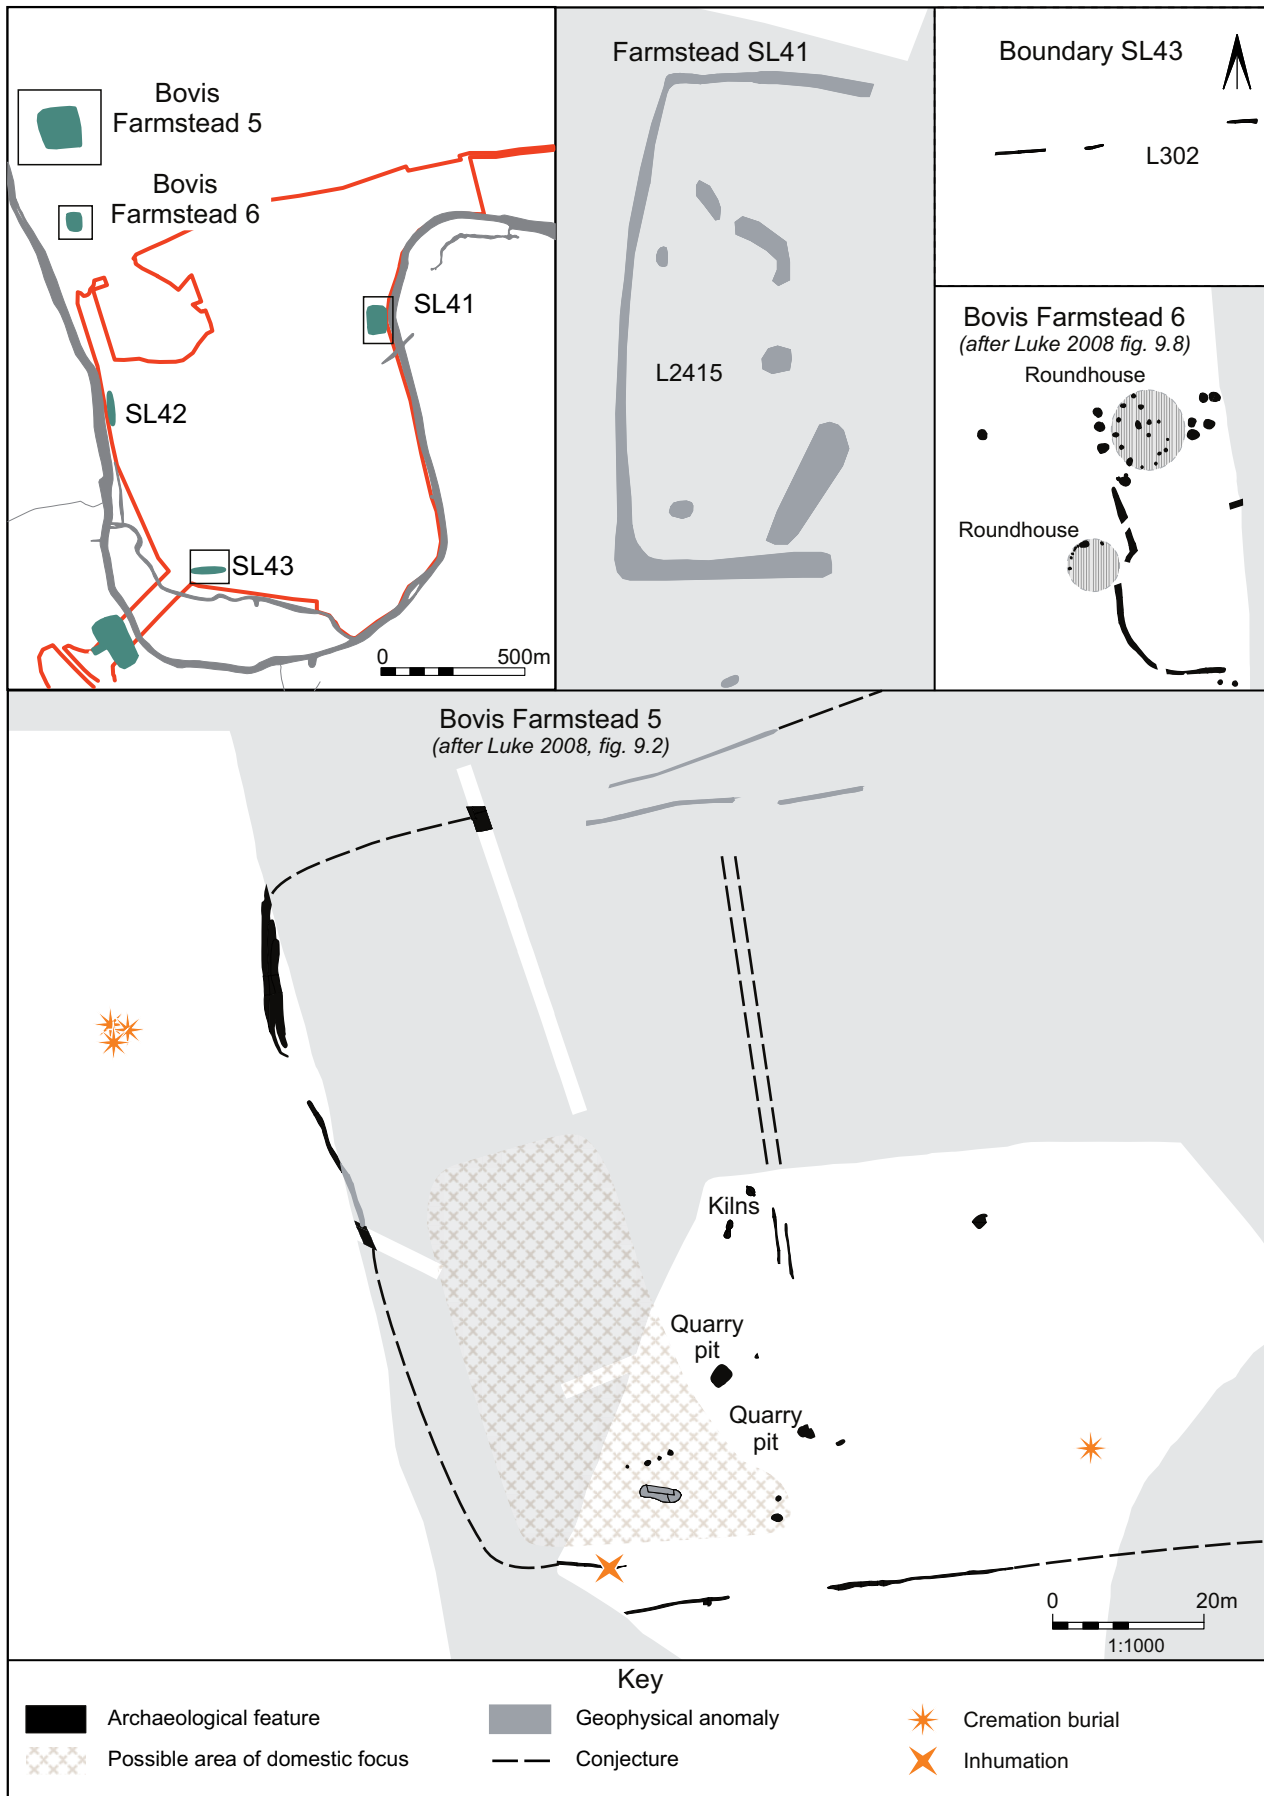 Bovis
Farmstead 5
Bovis
Farmstead 6
SL41
SL42
SL43
0 500m
Farmstead SL41
L2415
Boundary SL43
L302
Bovis Farmstead 6
(after Luke 2008 fig. 9.8)
Roundhouse
Roundhouse
Bovis Farmstead 5
(after Luke 2008, fig. 9.2)
Kilns
Quarry
pit
Quarry
pit
0 20m
1:1000
Key
Archaeological feature
Geophysical anomaly
Cremation burial
Possible area of domestic focus
Conjecture
Inhumation